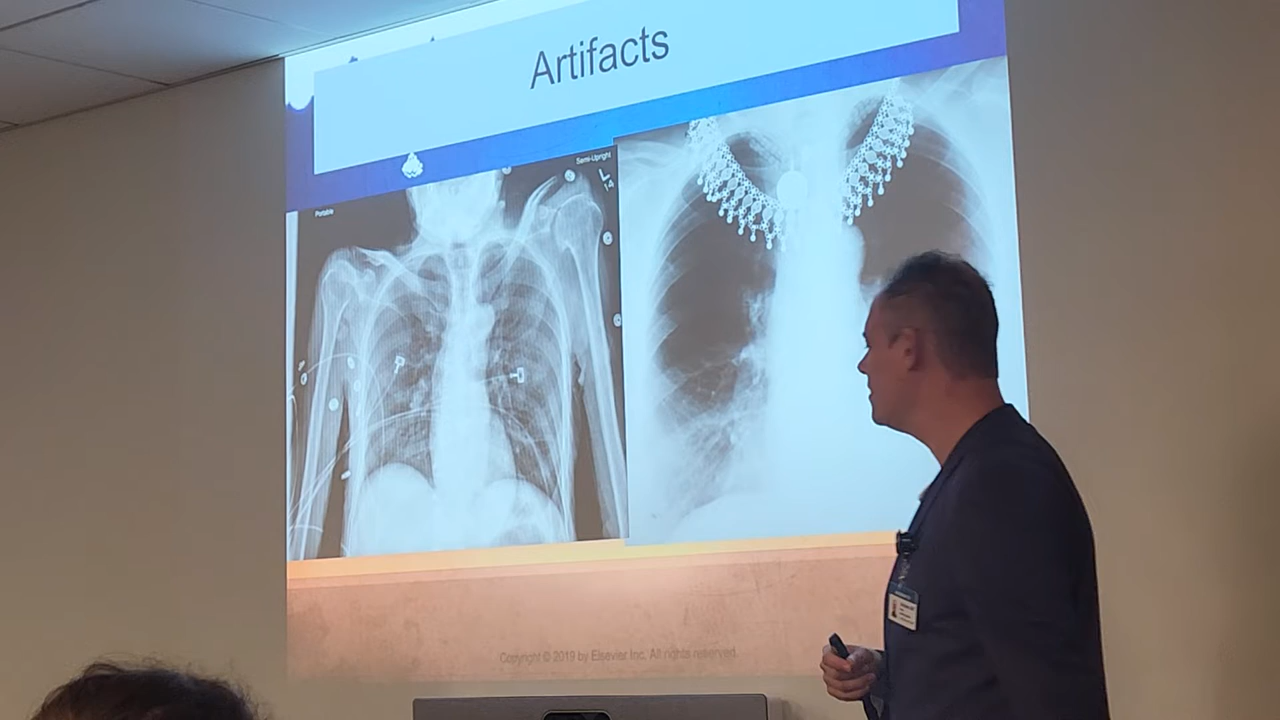 Artifacts
Semi-Upright
L
Portable
Copyright © 2019 by Elsevier Inc. All rights reserved.